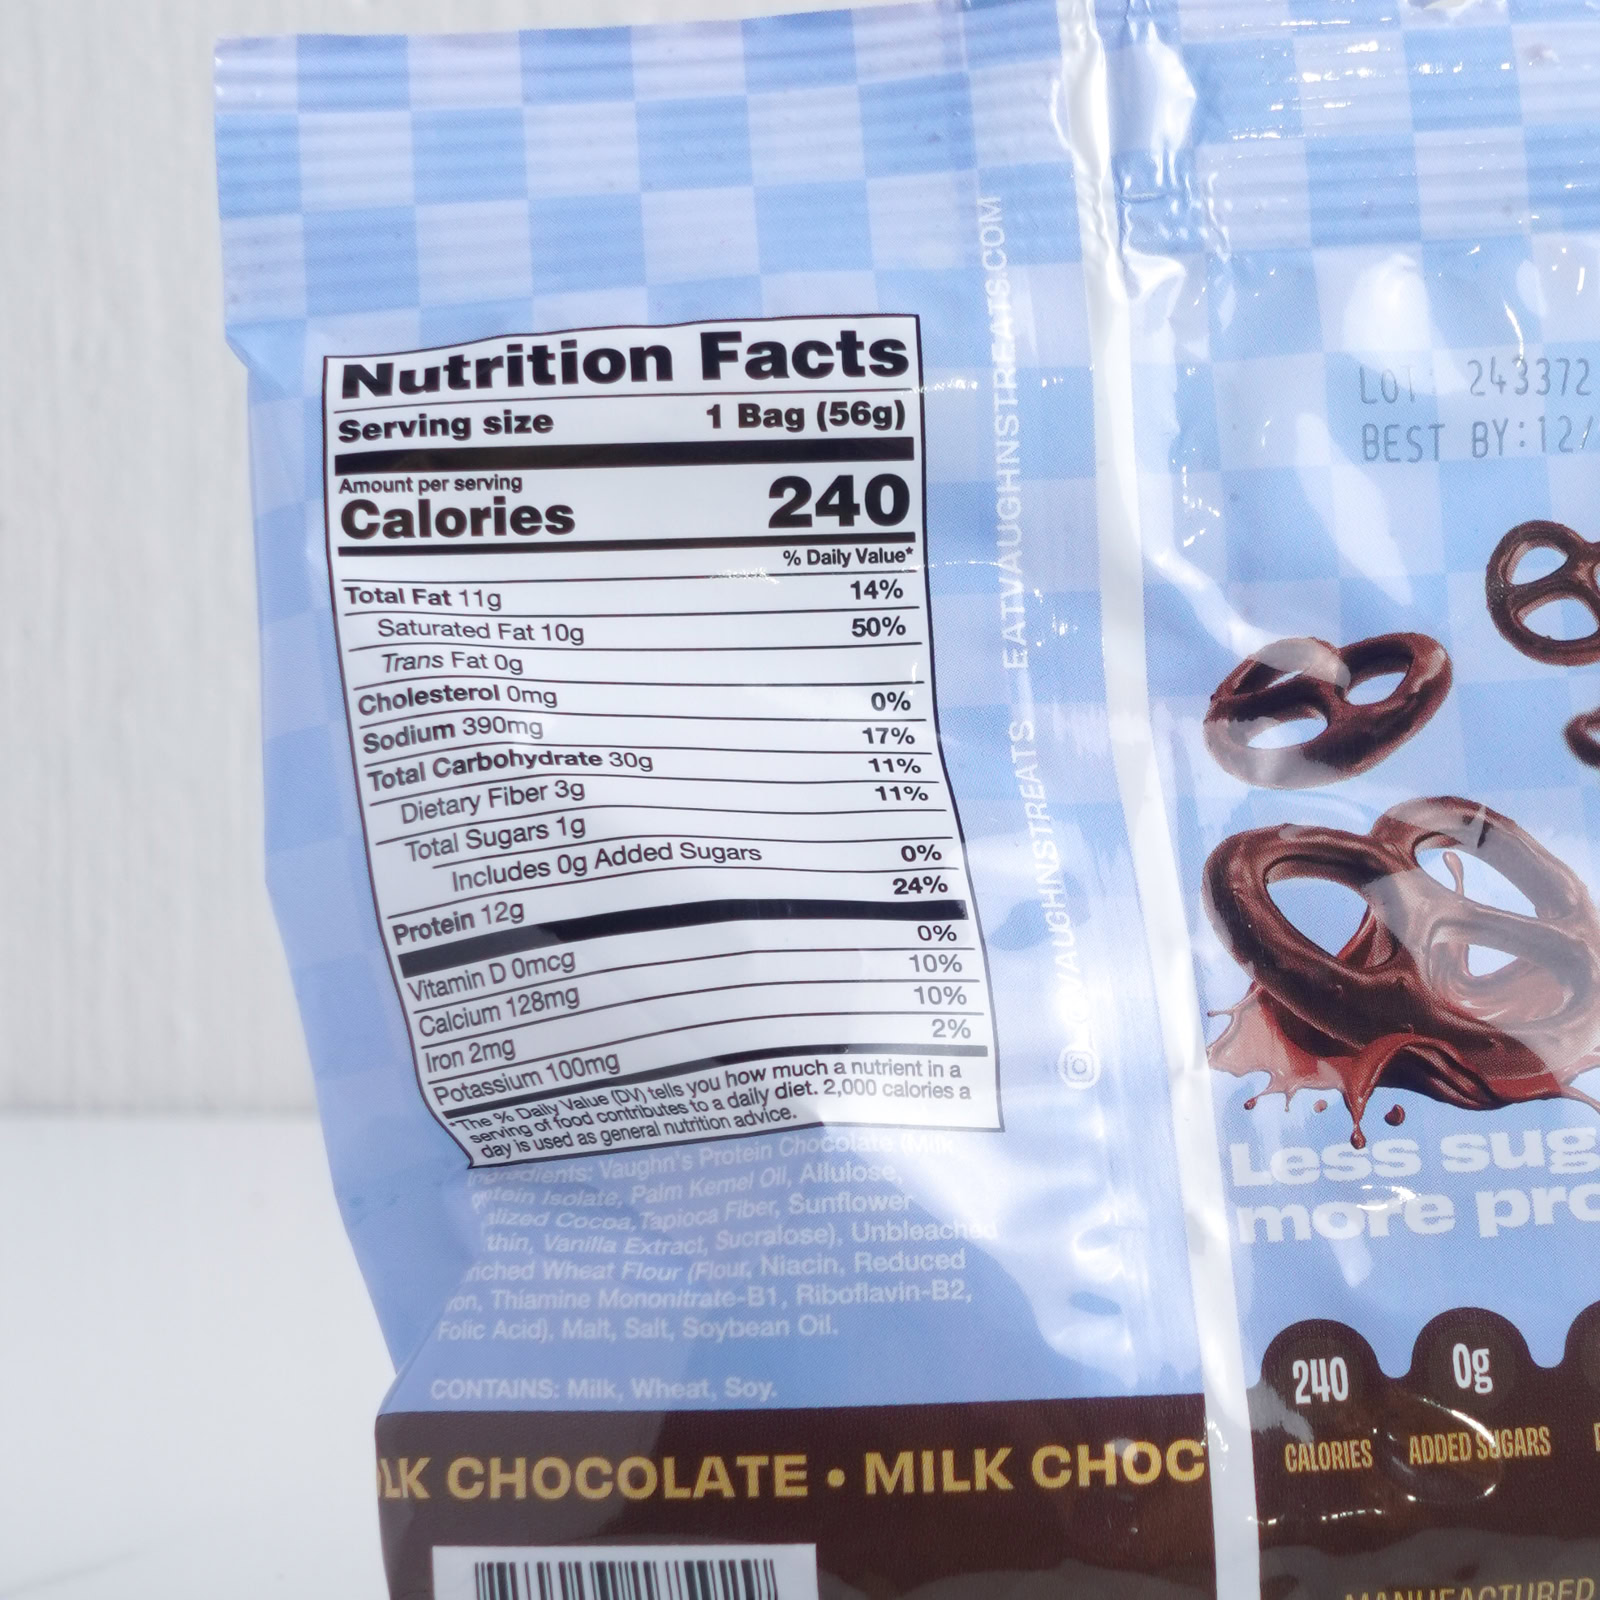 Nutrition Facts
Serving size 1 Bag (56g)
Amount per serving
Calories 240
% Daily Value*
Total Fat 11g 14%
Saturated Fat 10g 50%
Trans Fat 0g
Cholesterol 0mg 0%
Sodium 390mg 17%
Total Carbohydrate 30g 11%
Dietary Fiber 3g 11%
Total Sugars 1g
Includes 0g Added Sugars 0%
Protein 12g 24%
Vitamin D 0mcg 0%
Calcium 128mg 10%
Iron 2mg 10%
Potassium 100mg 2%
*The % Daily Value (DV) tells you how much a nutrient in a
serving of food contributes to a daily diet. 2,000 calories a
day is used as general nutrition advice.
Ingredients: Vaughn's Protein Chocolate (Milk
Isolate, Palm Kernel Oil, Allulose,
Cocoa, Tapioca Fiber, Sunflower
Vanilla Extract, Sucralose), Unbleached
Wheat Flour (Flour, Niacin, Reduced
Thiamine Mononitrate-B1, Riboflavin-B2,
Folic Acid), Malt, Salt, Soybean Oil.
CONTAINS: Milk, Wheat, Soy.
LK CHOCOLATE • MILK CHOC
@VAUGHNSTREATS EATVAUGHNSTREATS.COM
LOT 243372
BEST BY:12/
Less sug
more pro
240
CALORIES
0g
ADDED SUGARS
MANUFACTURED